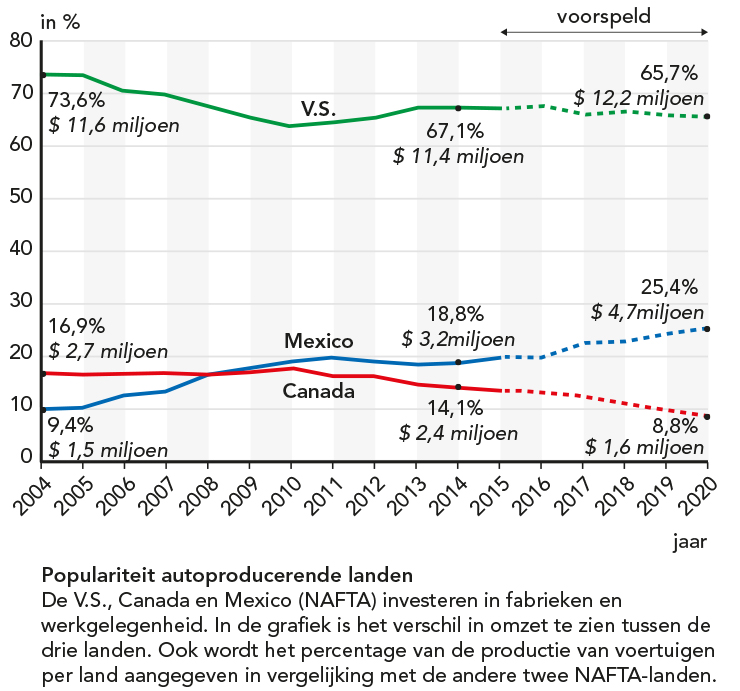 in %
voorspeld
80
70
60
50
40
30
20
10
0
73,6%
$ 11,6 miljoen
V.S.
67,1%
$ 11,4 miljoen
65,7%
$ 12,2 miljoen
16,9%
$ 2,7 miljoen
Mexico
18,8%
$ 3,2miljoen
25,4%
$ 4,7miljoen
Canada
9,4%
$ 1,5 miljoen
14,1%
$ 2,4 miljoen
8,8%
$ 1,6 miljoen
2004 2005 2006 2007 2008 2009 2010 2011 2012 2013 2014 2015 2016 2017 2018 2019 2020
jaar
Populariteit autoproducerende landen
De V.S., Canada en Mexico (NAFTA) investeren in fabrieken en
werkgelegenheid. In de grafiek is het verschil in omzet te zien tussen de
drie landen. Ook wordt het percentage van de productie van voertuigen
per land aangegeven in vergelijking met de andere twee NAFTA-landen.